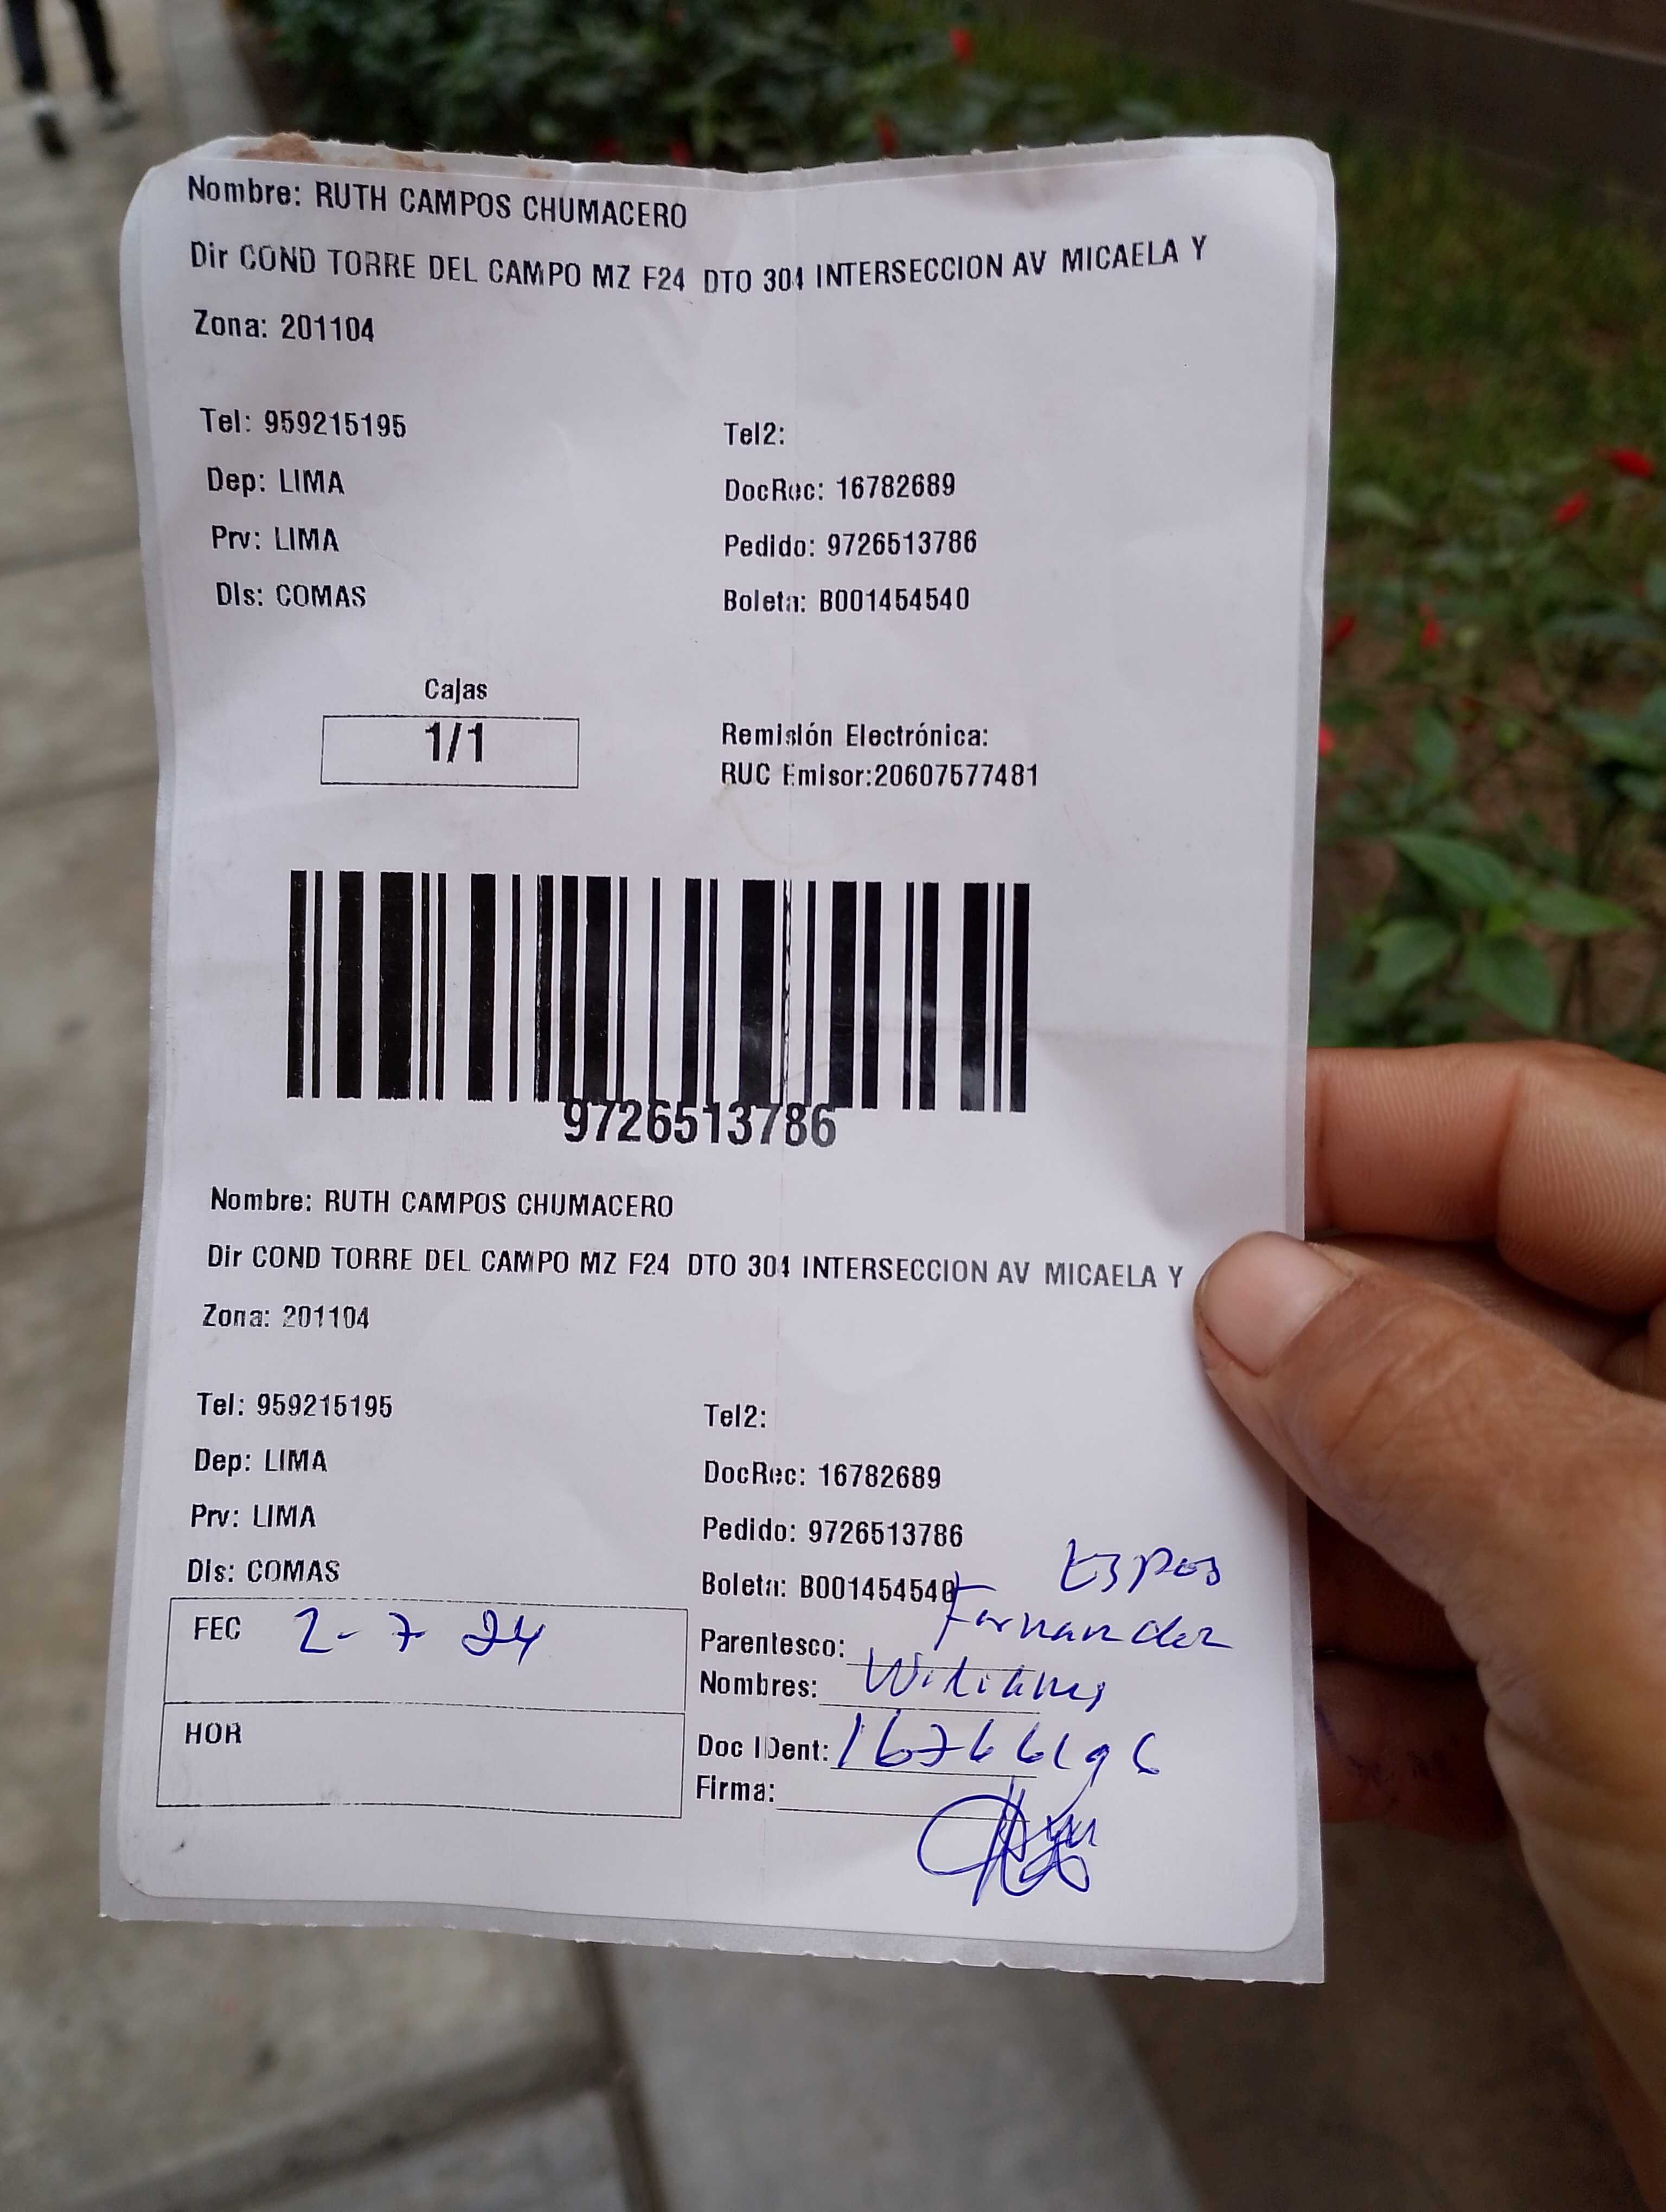 Nombre: RUTH CAMPOS CHUMACERO
Dir COND TORRE DEL CAMPO MZ F24 DTO 304 INTERSECCION AV MICAELA Y
Zona: 201104
Tel: 959215195 Tel2:
Dep: LIMA DocRec: 16782689
Prv: LIMA Pedido: 9726513786
Dis: COMAS Boleta: B001454540
Cajas
1/1
Remisión Electrónica:
RUC Emisor:20607577481
9726513786
Nombre: RUTH CAMPOS CHUMACERO
Dir COND TORRE DEL CAMPO MZ F24 DTO 304 INTERSECCION AV MICAELA Y
Zona: 201104
Tel: 959215195 Tel2:
Dep: LIMA DocRec: 16782689
Prv: LIMA Pedido: 9726513786
Dis: COMAS Boleta: B001454540
Espos
FEC 2-7 24
Parentesco: Fernandez
Nombres: Williams
HOR
Doc IDent:
Firma: